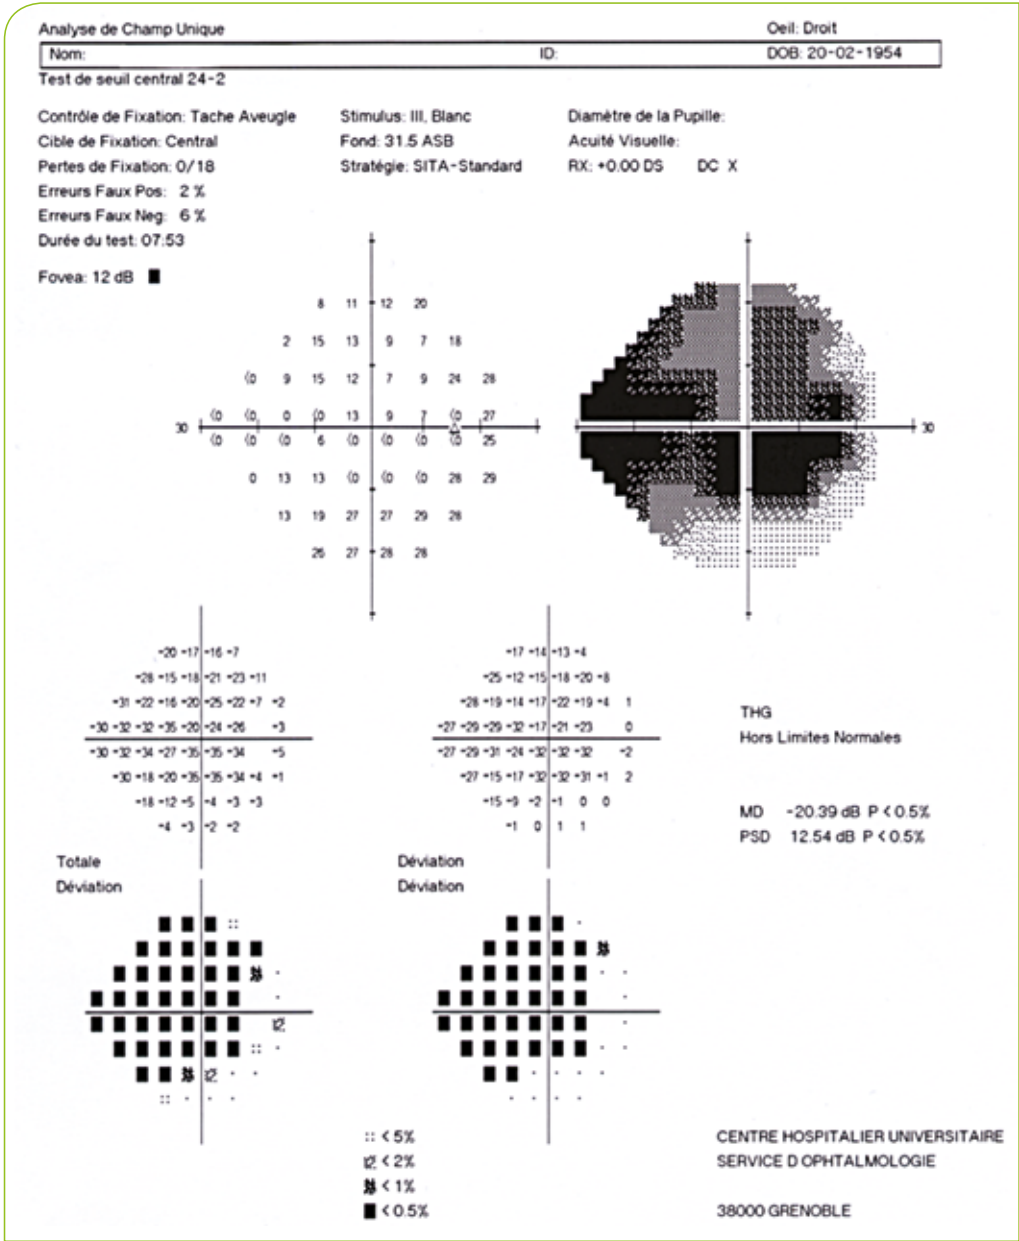 Analyse de Champ Unique Oeil: Droit
Nom: ID: DOB: 20-02-1954
Test de seuil central 24-2
Contrôle de Fixation: Tache Aveugle Stimulus: III, Blanc Diamètre de la Pupille:
Cible de Fixation: Central Fond: 31.5 ASB Acuité Visuelle:
Pertes de Fixation: 0/18 Stratégie: SITA-Standard RX: +0.00 DS DC X
Erreurs Faux Pos: 2 %
Erreurs Faux Neg: 6 %
Durée du test: 07:53
Fovea: 12 dB
8 11 12 20
2 15 13 9 7 18
(0 9 15 12 7 9 24 28
(0 (0 0 (0 13 9 7 (0 27
30 30
(0 (0 (0 6 (0 (0 (0 (0 25
0 13 13 (0 (0 (0 28 29
13 19 27 27 29 28
26 27 28 28
-20 -17 -16 -7 -17 -14 -13 -4
-28 -15 -18 -21 -23 -11 -25 -12 -15 -18 -20 -8
-31 -22 -16 -20 -25 -22 -7 -2 -28 -19 -14 -17 -22 -19 -4 1
-30 -32 -32 -35 -20 -24 -26 -3 -27 -29 -29 -32 -17 -21 -23 0
-30 -32 -34 -27 -35 -35 -34 -5 -27 -29 -31 -24 -32 -32 -32 -2
-30 -18 -20 -35 -35 -34 -4 -1 -27 -15 -17 -32 -32 -31 -1 2
-18 -12 -5 -4 -3 -3 -15 -9 -2 -1 0 0
-4 -3 -2 -2 -1 0 1 1
THG
Hors Limites Normales
MD -20.39 dB P < 0.5%
PSD 12.54 dB P < 0.5%
Totale Déviation
Déviation Déviation
< 5%
< 2%
< 1%
< 0.5%
CENTRE HOSPITALIER UNIVERSITAIRE
SERVICE D OPHTALMOLOGIE
38000 GRENOBLE